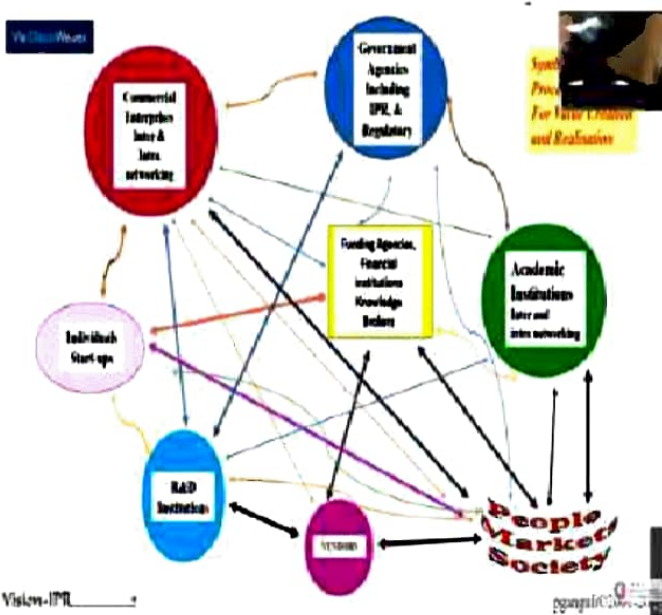 Government
Agencies
Including
IPR, &
Regulatory
Commercial
Enterprises
Inter &
Intra
networking
For Value Creation
and Realisation
Funding Agencies,
Financial
institutions
Knowledge
Brokers
Academic
Institutions
Inter and
intra networking
Individuals
Start-ups
R&D
Institutions
VENDORS
People
Markets
Society
Vision-IPR